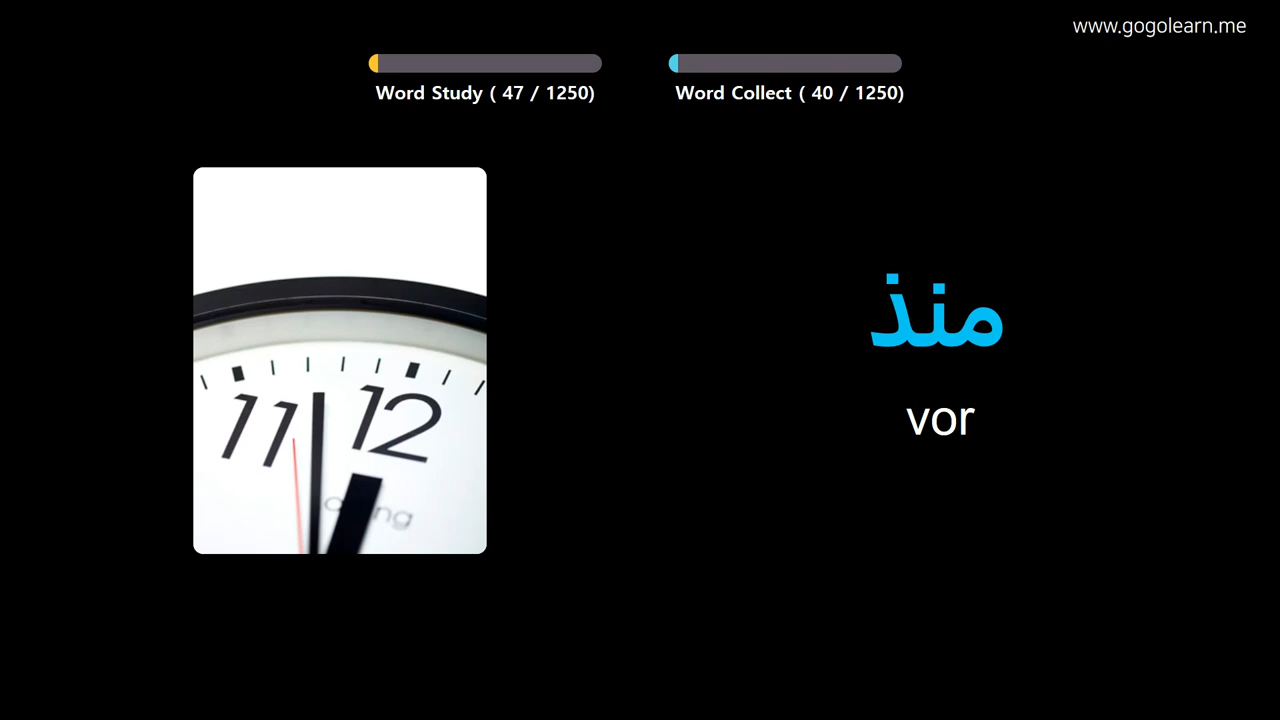 www.gogolearn.me
Word Study ( 47 / 1250)
Word Collect ( 40 / 1250)
11 12
منذ
vor